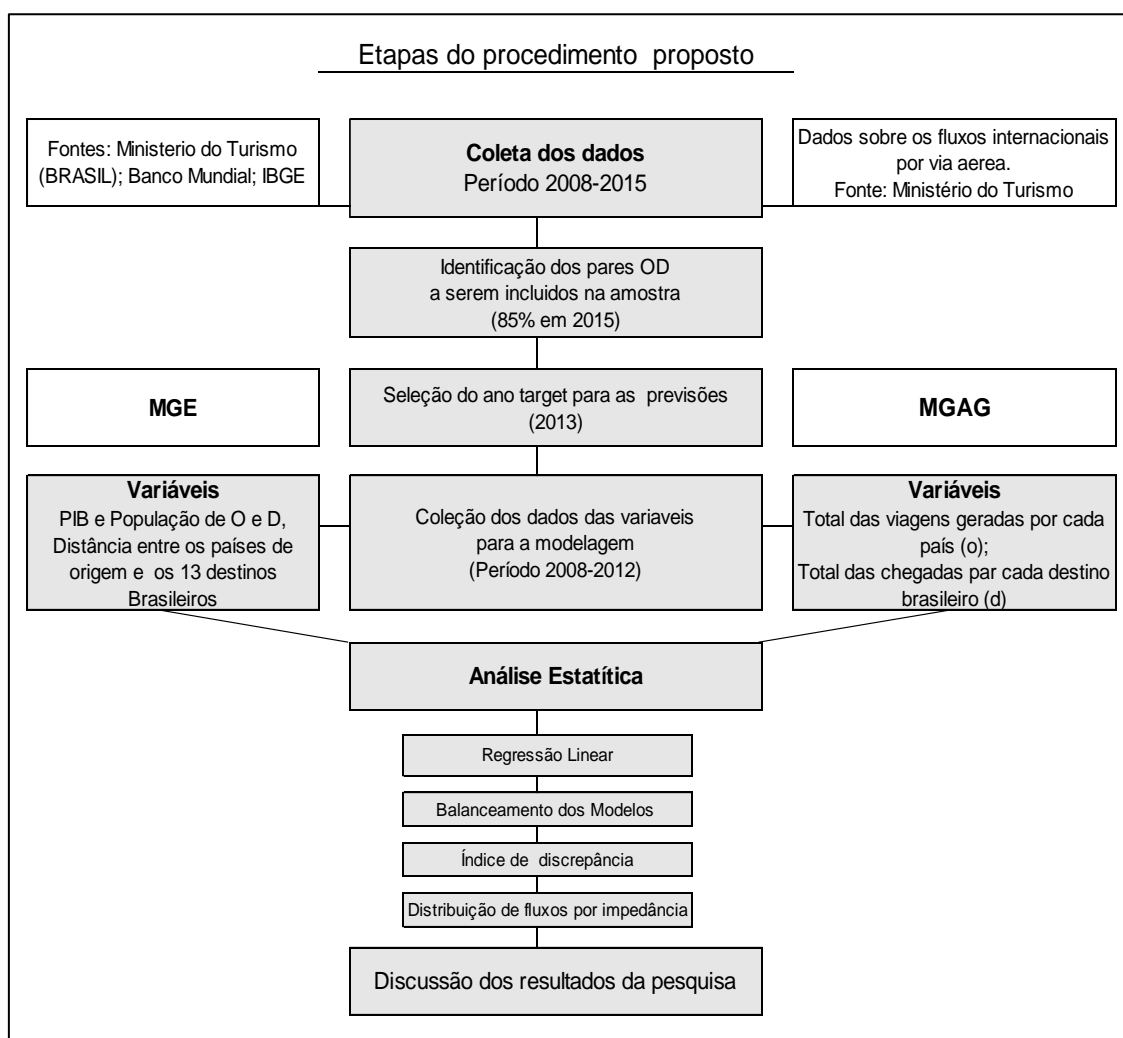 Etapas do procedimento proposto
Fontes: Ministerio do Turismo
(BRASIL); Banco Mundial; IBGE
Coleta dos dados
Período 2008-2015
Dados sobre os fluxos internacionais
por via aerea.
Fonte: Ministério do Turismo
Identificação dos pares OD
a serem incluidos na amostra
(85% em 2015)
MGE
Seleção do ano target para as previsões
(2013)
MGAG
Variáveis
PIB e População de O e D,
Distância entre os países de
origem e os 13 destinos
Brasileiros
Coleção dos dados das variaveis
para a modelagem
(Período 2008-2012)
Variáveis
Total das viagens geradas por cada
país (o);
Total das chegadas par cada destino
brasileiro (d)
Análise Estatítica
Regressão Linear
Balanceamento dos Modelos
Índice de discrepância
Distribuição de fluxos por impedância
Discussão dos resultados da pesquisa